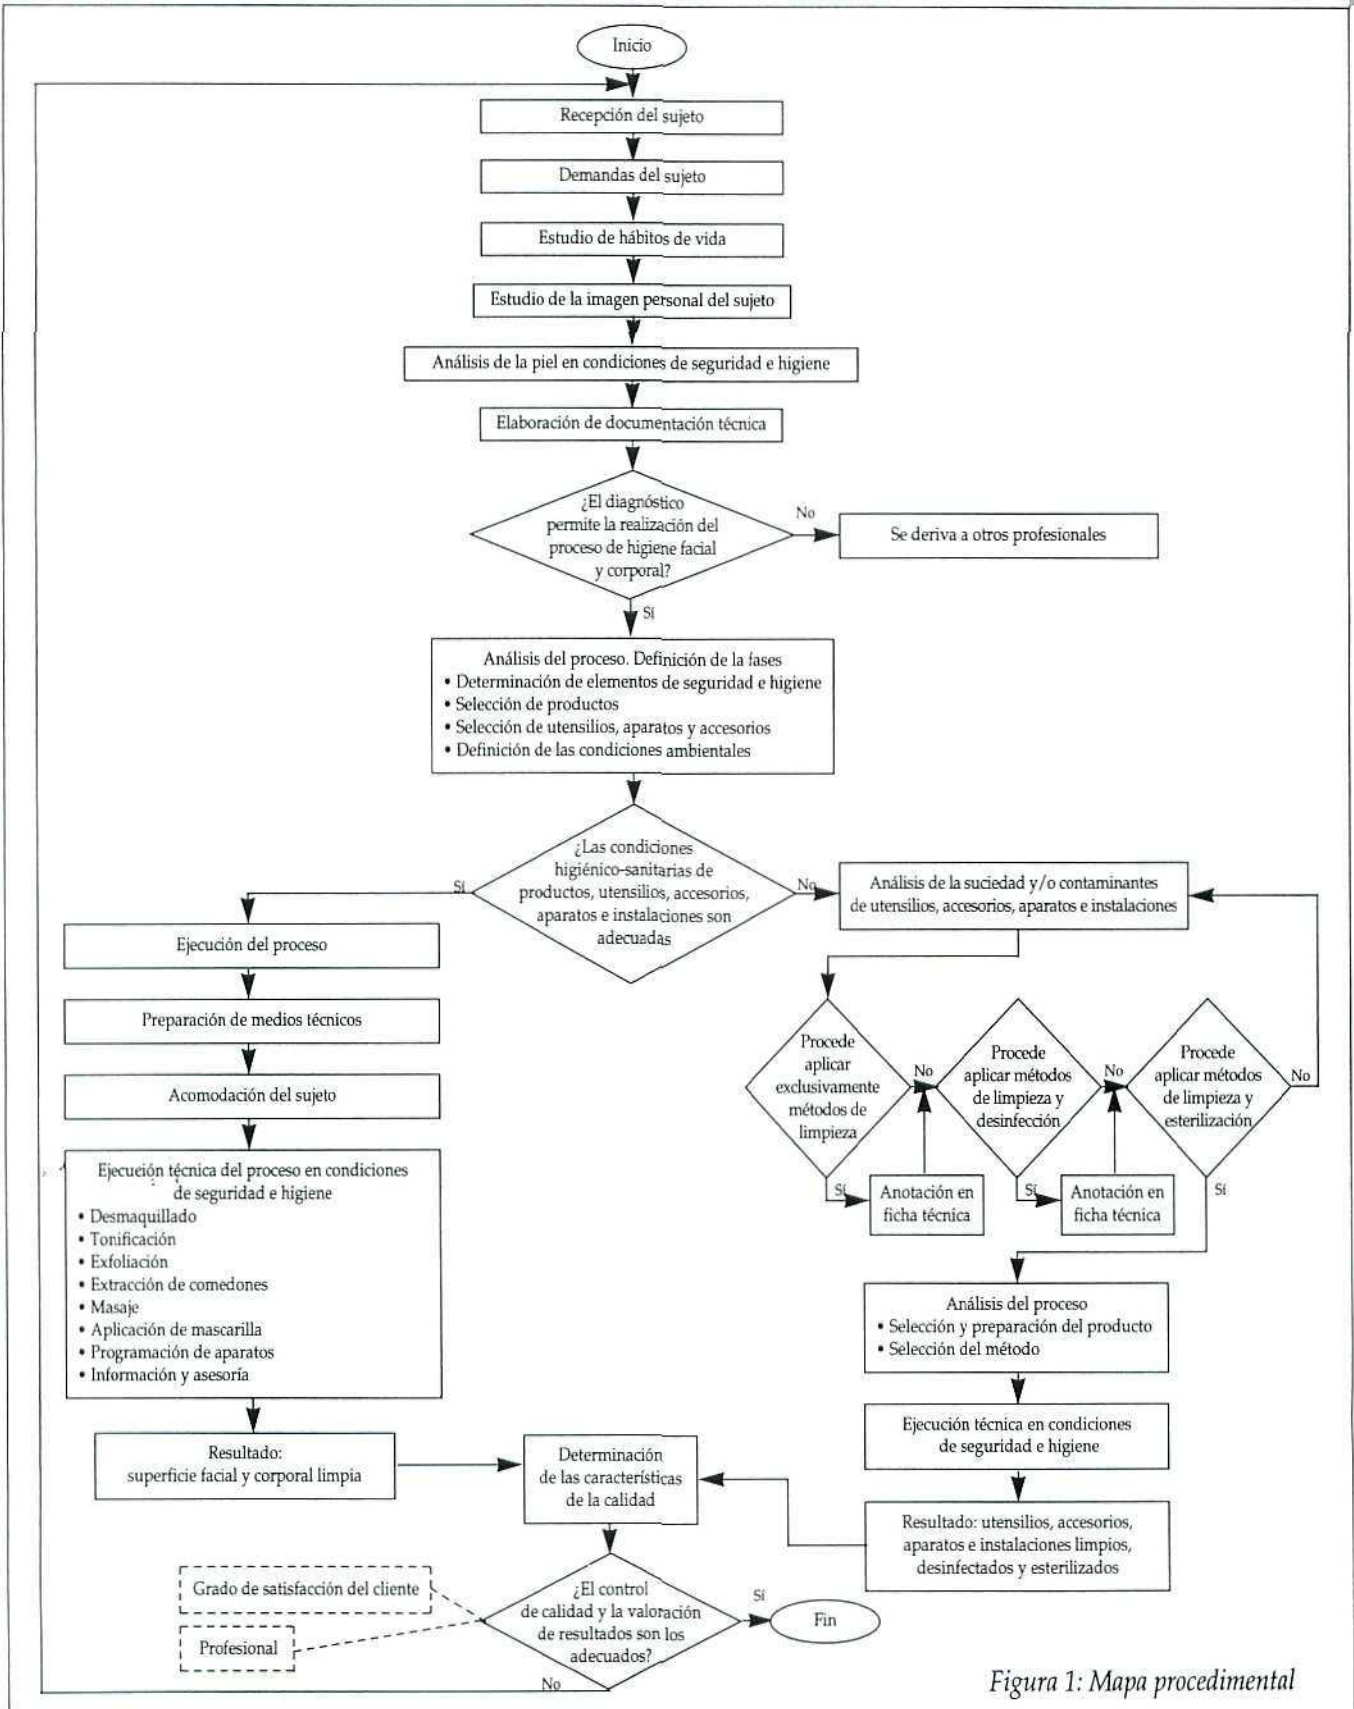 Inicio
Recepción del sujeto
Demandas del sujeto
Estudio de hábitos de vida
Estudio de la imagen personal del sujeto
Análisis de la piel en condiciones de seguridad e higiene
Elaboración de documentación técnica
¿El diagnóstico
permite la realización del
proceso de higiene facial
y corporal?
No
Se deriva a otros profesionales
Sí
Análisis del proceso. Definición de la fases
• Determinación de elementos de seguridad e higiene
• Selección de productos
• Selección de utensilios, aparatos y accesorios
• Definición de las condiciones ambientales
¿Las condiciones
higiénico-sanitarias de
productos, utensilios, accesorios,
aparatos e instalaciones son
adecuadas
Sí
No
Ejecución del proceso
Preparación de medios técnicos
Acomodación del sujeto
Ejecución técnica del proceso en condiciones
de seguridad e higiene
• Desmaquillado
• Tonificación
• Exfoliación
• Extracción de comedones
• Masaje
• Aplicación de mascarilla
• Programación de aparatos
• Información y asesoría
Resultado:
superficie facial y corporal limpia
Análisis de la suciedad y/o contaminantes
de utensilios, accesorios, aparatos e instalaciones
Procede
aplicar
exclusivamente
métodos de
limpieza
No
Procede
aplicar métodos
de limpieza y
desinfección
No
Procede
aplicar métodos
de limpieza y
esterilización
No
Sí
Anotación en
ficha técnica
Sí
Anotación en
ficha técnica
Sí
Análisis del proceso
• Selección y preparación del producto
• Selección del método
Ejecución técnica en condiciones
de seguridad e higiene
Resultado: utensilios, accesorios,
aparatos e instalaciones limpios,
desinfectados y esterilizados
Determinación
de las características
de la calidad
Grado de satisfacción del cliente
Profesional
¿El control
de calidad y la valoración
de resultados son los
adecuados?
Sí
Fin
No
Figura 1: Mapa procedimental